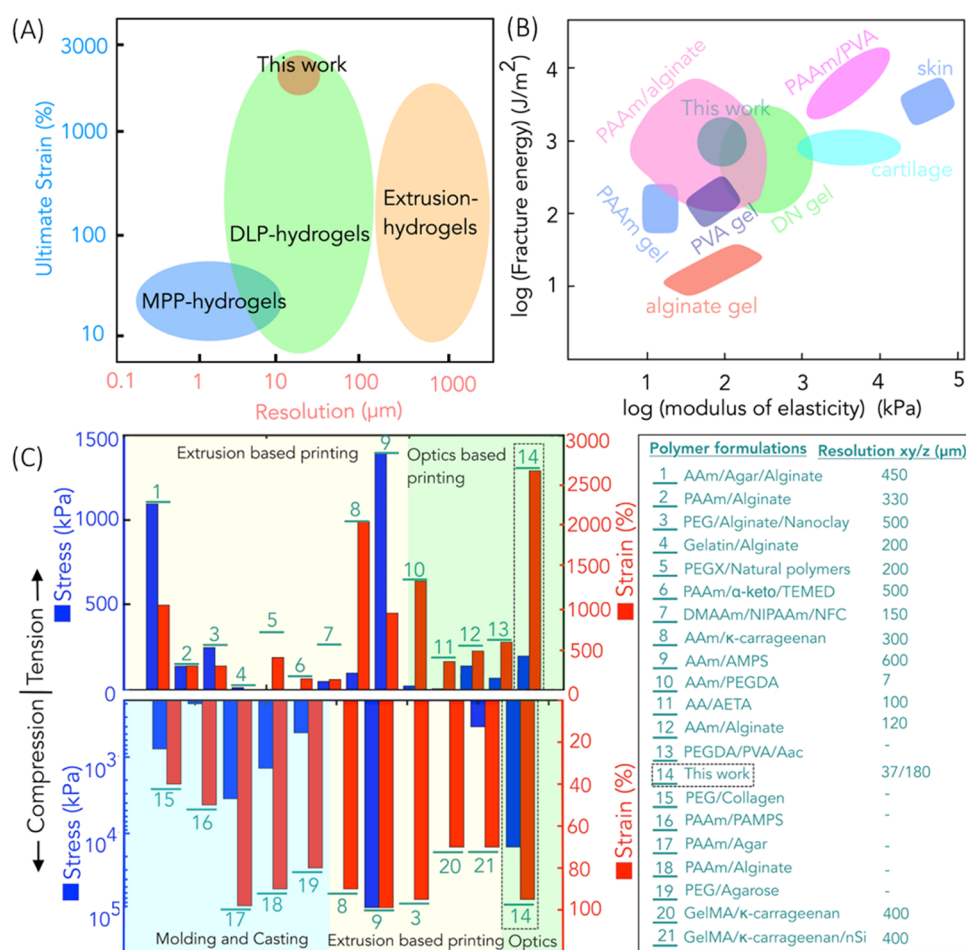 (A)
Ultimate Strain (%)
3000
1000
100
10
This work
Extrusion-
hydrogels
DLP-hydrogels
MPP-hydrogels
0.1
1
10
100
1000
Resolution (µm)
(B)
log (Fracture energy) (J/m²)
4
3
2
1
PAAm/alginate
PAAm/PVA
skin
This work
cartilage
PAAm gel
PVA gel
DN gel
alginate gel
1
2
3
4
5
log (modulus of elasticity) (kPa)
(C)
Compression | Tension
Stress (kPa)
1500
1000
500
0
Extrusion based printing
Optics based
printing
1
2
3
4
5
6
7
8
9
10
11
12
13
14
3000
2500
2000
1500
1000
500
0
Strain (%)
Stress (kPa)
10³
10⁴
10⁵
15
16
17
18
19
8
9
3
20
21
14
Molding and Casting
Extrusion based printing
Optics
20
40
60
80
100
Strain (%)
Polymer formulations Resolution xy/z (µm)
1 AAm/Agar/Alginate 450
2 PAAm/Alginate 330
3 PEG/Alginate/Nanoclay 500
4 Gelatin/Alginate 200
5 PEGX/Natural polymers 200
6 PAAm/α-keto/TEMED 500
7 DMAAm/NIPAAm/NFC 150
8 AAm/κ-carrageenan 300
9 AAm/AMPS 600
10 AAm/PEGDA 7
11 AA/AETA 100
12 AAm/Alginate 120
13 PEGDA/PVA/Aac -
14 This work 37/180
15 PEG/Collagen -
16 PAAm/PAMPS -
17 PAAm/Agar -
18 PAAm/Alginate -
19 PEG/Agarose -
20 GelMA/κ-carrageenan 400
21 GelMA/κ-carrageenan/nSi 400